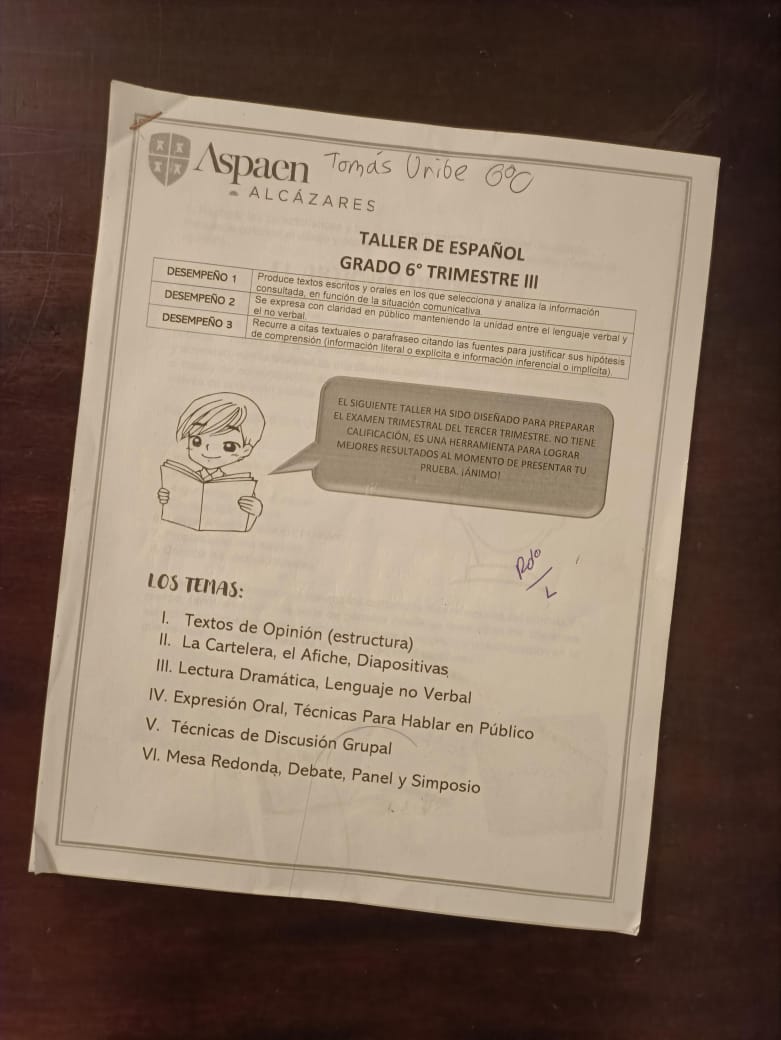 Aspaen Tomás Uribe 6°C
ALCÁZARES
TALLER DE ESPAÑOL
GRADO 6° TRIMESTRE III
DESEMPEÑO 1 Produce textos escritos y orales en los que selecciona y analiza la información
consultada, en función de la situación comunicativa.
DESEMPEÑO 2 Se expresa con claridad en público manteniendo la unidad entre el lenguaje verbal y
el no verbal.
DESEMPEÑO 3 Recurre a citas textuales o parafraseo citando las fuentes para justificar sus hipótesis
de comprensión (información literal o explícita e información inferencial o implícita).
EL SIGUIENTE TALLER HA SIDO DISEÑADO PARA PREPARAR
EL EXAMEN TRIMESTRAL DEL TERCER TRIMESTRE. NO TIENE
CALIFICACIÓN, ES UNA HERRAMIENTA PARA LOGRAR
MEJORES RESULTADOS AL MOMENTO DE PRESENTAR TU
PRUEBA. ¡ÁNIMO!
LOS TEMAS:
I. Textos de Opinión (estructura)
II. La Cartelera, el Afiche, Diapositivas
III. Lectura Dramática, Lenguaje no Verbal
IV. Expresión Oral, Técnicas Para Hablar en Público
V. Técnicas de Discusión Grupal
VI. Mesa Redonda, Debate, Panel y Simposio